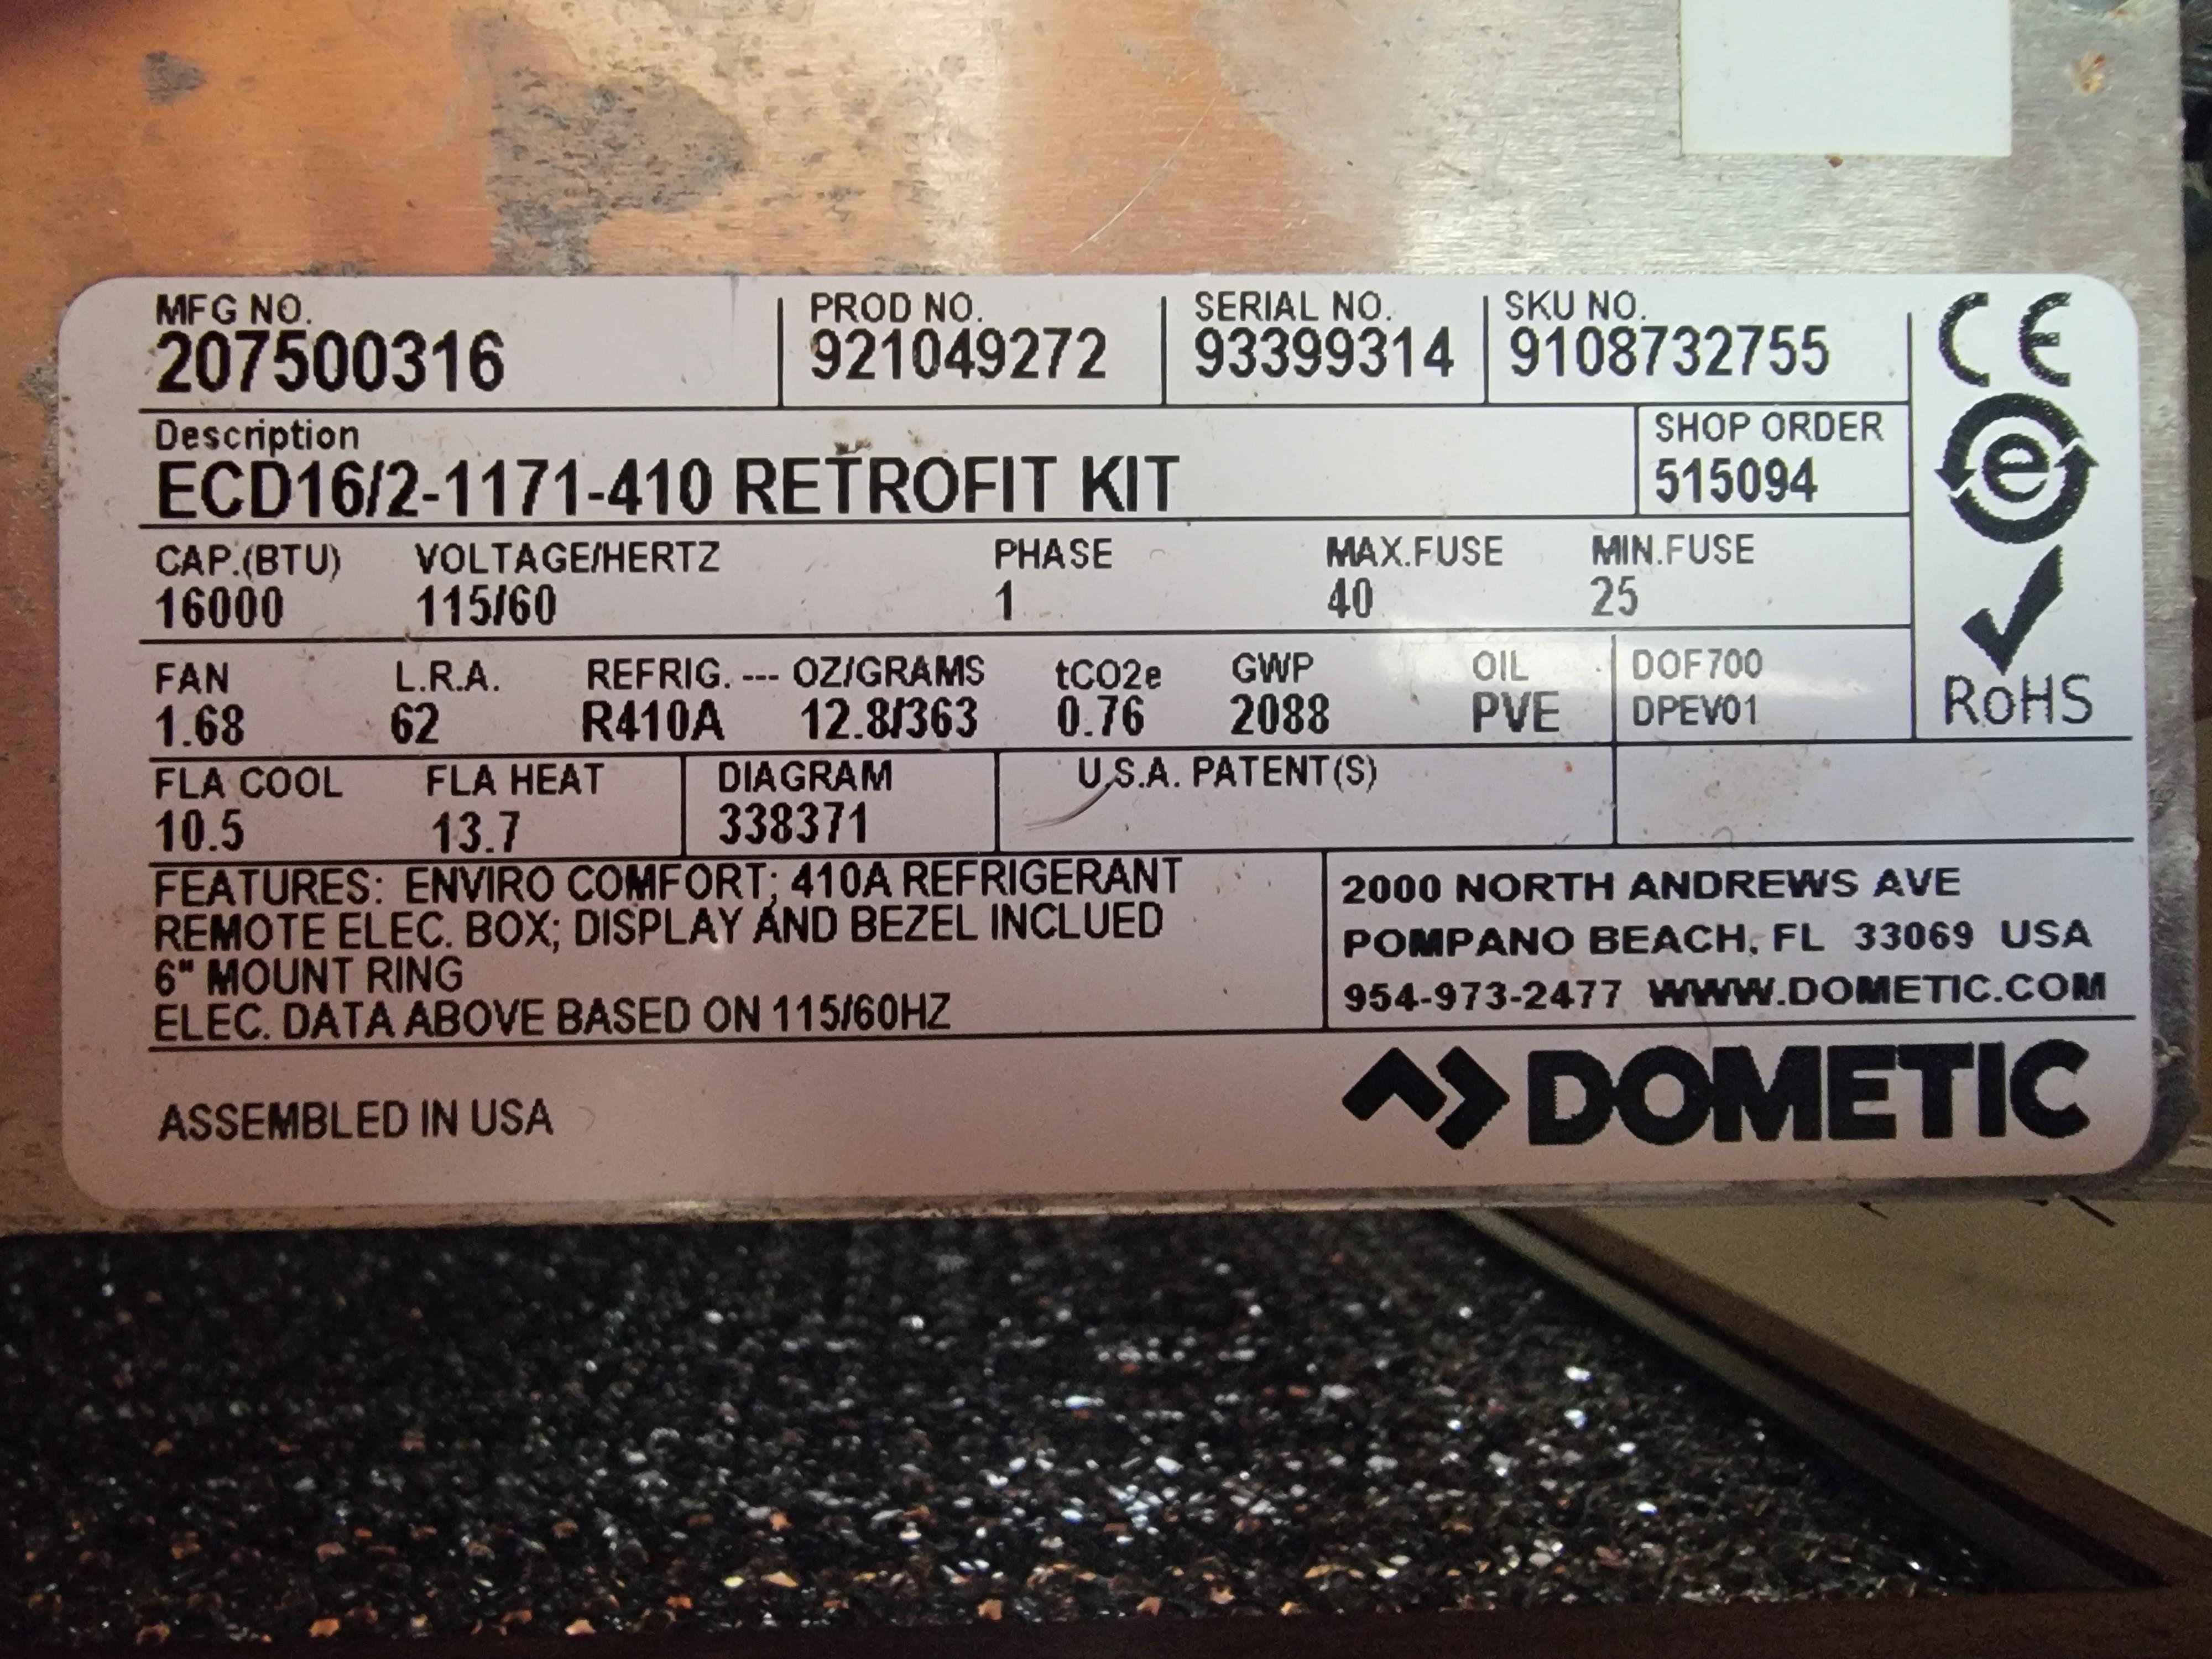 MFG NO. PROD NO. SERIAL NO. SKU NO.
207500316 921049272 93399314 9108732755
CE
Description SHOP ORDER
ECD16/2-1171-410 RETROFIT KIT 515094
e
CAP.(BTU) VOLTAGE/HERTZ PHASE MAX.FUSE MIN.FUSE
16000 115/60 1 40 25
FAN L.R.A. REFRIG. --- OZ/GRAMS tCO2e GWP OIL DOF700
1.68 62 R410A 12.8/363 0.76 2088 PVE DPEV01
RoHS
FLA COOL FLA HEAT DIAGRAM U.S.A. PATENT(S)
10.5 13.7 338371
FEATURES: ENVIRO COMFORT; 410A REFRIGERANT
REMOTE ELEC. BOX; DISPLAY AND BEZEL INCLUED
6" MOUNT RING
ELEC. DATA ABOVE BASED ON 115/60HZ
2000 NORTH ANDREWS AVE
POMPANO BEACH, FL 33069 USA
954-973-2477 WWW.DOMETIC.COM
ASSEMBLED IN USA
DOMETIC